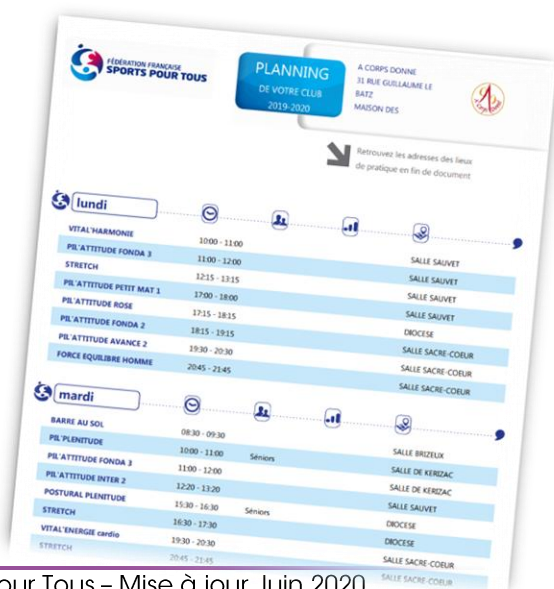 FÉDÉRATION FRANÇAISE
SPORTS POUR TOUS
PLANNING
DE VOTRE CLUB
2019-2020
A CORPS DONNE
31 RUE GUILLAUME LE
BATZ
MAISON DES
Retrouvez les adresses des lieux
de pratique en fin de document
lundi
VITAL'HARMONIE 10:00 - 11:00 SALLE SAUVET
PIL'ATTITUDE FONDA 3 11:00 - 12:00 SALLE SAUVET
STRETCH 12:15 - 13:15 SALLE SAUVET
PIL'ATTITUDE PETIT MAT 1 17:00 - 18:00 SALLE SAUVET
PIL'ATTITUDE ROSE 17:15 - 18:15 DIOCESE
PIL'ATTITUDE FONDA 2 18:15 - 19:15 SALLE SACRE-COEUR
PIL'ATTITUDE AVANCE 2 19:30 - 20:30 SALLE SACRE-COEUR
FORCE EQUILIBRE HOMME 20:45 - 21:45 SALLE SACRE-COEUR
mardi
BARRE AU SOL 08:30 - 09:30 SALLE BRIZEUX
PIL'PLENITUDE 10:00 - 11:00 Séniors SALLE DE KERIZAC
PIL'ATTITUDE FONDA 3 11:00 - 12:00 SALLE DE KERIZAC
PIL'ATTITUDE INTER 2 12:20 - 13:20 SALLE SAUVET
POSTURAL PLENITUDE 15:30 - 16:30 Séniors DIOCESE
STRETCH 16:30 - 17:30 DIOCESE
VITAL'ENERGIE cardio 19:30 - 20:30 SALLE SACRE-COEUR
STRETCH 20:45 - 21:45 SALLE SACRE-COEUR
our Tous – Mise à jour Juin 2020